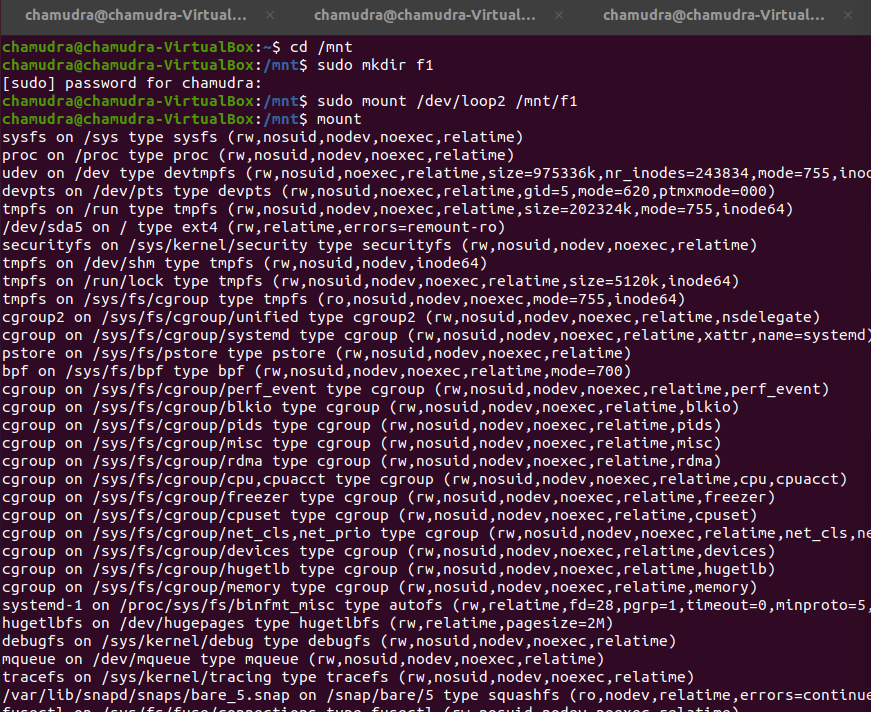 chamudra@chamudra-Virtual... × chamudra@chamudra-Virtual... × chamudra@chamudra-Virtual... ×
chamudra@chamudra-VirtualBox:~$ cd /mnt
chamudra@chamudra-VirtualBox:/mnt$ sudo mkdir f1
[sudo] password for chamudra:
chamudra@chamudra-VirtualBox:/mnt$ sudo mount /dev/loop2 /mnt/f1
chamudra@chamudra-VirtualBox:/mnt$ mount
sysfs on /sys type sysfs (rw,nosuid,nodev,noexec,relatime)
proc on /proc type proc (rw,nosuid,nodev,noexec,relatime)
udev on /dev type devtmpfs (rw,nosuid,noexec,relatime,size=975336k,nr_inodes=243834,mode=755,inod
devpts on /dev/pts type devpts (rw,nosuid,noexec,relatime,gid=5,mode=620,ptmxmode=000)
tmpfs on /run type tmpfs (rw,nosuid,nodev,noexec,relatime,size=202324k,mode=755,inode64)
/dev/sda5 on / type ext4 (rw,relatime,errors=remount-ro)
securityfs on /sys/kernel/security type securityfs (rw,nosuid,nodev,noexec,relatime)
tmpfs on /dev/shm type tmpfs (rw,nosuid,nodev,inode64)
tmpfs on /run/lock type tmpfs (rw,nosuid,nodev,noexec,relatime,size=5120k,inode64)
tmpfs on /sys/fs/cgroup type tmpfs (ro,nosuid,nodev,noexec,mode=755,inode64)
cgroup2 on /sys/fs/cgroup/unified type cgroup2 (rw,nosuid,nodev,noexec,relatime,nsdelegate)
cgroup on /sys/fs/cgroup/systemd type cgroup (rw,nosuid,nodev,noexec,relatime,xattr,name=systemd)
pstore on /sys/fs/pstore type pstore (rw,nosuid,nodev,noexec,relatime)
bpf on /sys/fs/bpf type bpf (rw,nosuid,nodev,noexec,relatime,mode=700)
cgroup on /sys/fs/cgroup/perf_event type cgroup (rw,nosuid,nodev,noexec,relatime,perf_event)
cgroup on /sys/fs/cgroup/blkio type cgroup (rw,nosuid,nodev,noexec,relatime,blkio)
cgroup on /sys/fs/cgroup/pids type cgroup (rw,nosuid,nodev,noexec,relatime,pids)
cgroup on /sys/fs/cgroup/misc type cgroup (rw,nosuid,nodev,noexec,relatime,misc)
cgroup on /sys/fs/cgroup/rdma type cgroup (rw,nosuid,nodev,noexec,relatime,rdma)
cgroup on /sys/fs/cgroup/cpu,cpuacct type cgroup (rw,nosuid,nodev,noexec,relatime,cpu,cpuacct)
cgroup on /sys/fs/cgroup/freezer type cgroup (rw,nosuid,nodev,noexec,relatime,freezer)
cgroup on /sys/fs/cgroup/cpuset type cgroup (rw,nosuid,nodev,noexec,relatime,cpuset)
cgroup on /sys/fs/cgroup/net_cls,net_prio type cgroup (rw,nosuid,nodev,noexec,relatime,net_cls,ne
cgroup on /sys/fs/cgroup/devices type cgroup (rw,nosuid,nodev,noexec,relatime,devices)
cgroup on /sys/fs/cgroup/hugetlb type cgroup (rw,nosuid,nodev,noexec,relatime,hugetlb)
cgroup on /sys/fs/cgroup/memory type cgroup (rw,nosuid,nodev,noexec,relatime,memory)
systemd-1 on /proc/sys/fs/binfmt_misc type autofs (rw,relatime,fd=28,pgrp=1,timeout=0,minproto=5,
hugetlbfs on /dev/hugepages type hugetlbfs (rw,relatime,pagesize=2M)
debugfs on /sys/kernel/debug type debugfs (rw,nosuid,nodev,noexec,relatime)
mqueue on /dev/mqueue type mqueue (rw,nosuid,nodev,noexec,relatime)
tracefs on /sys/kernel/tracing type tracefs (rw,nosuid,nodev,noexec,relatime)
/var/lib/snapd/snaps/bare_5.snap on /snap/bare/5 type squashfs (ro,nodev,relatime,errors=continue
fusectl on /sys/fs/fuse/connections type fusectl (rw,nosuid,nodev,noexec,relatime)